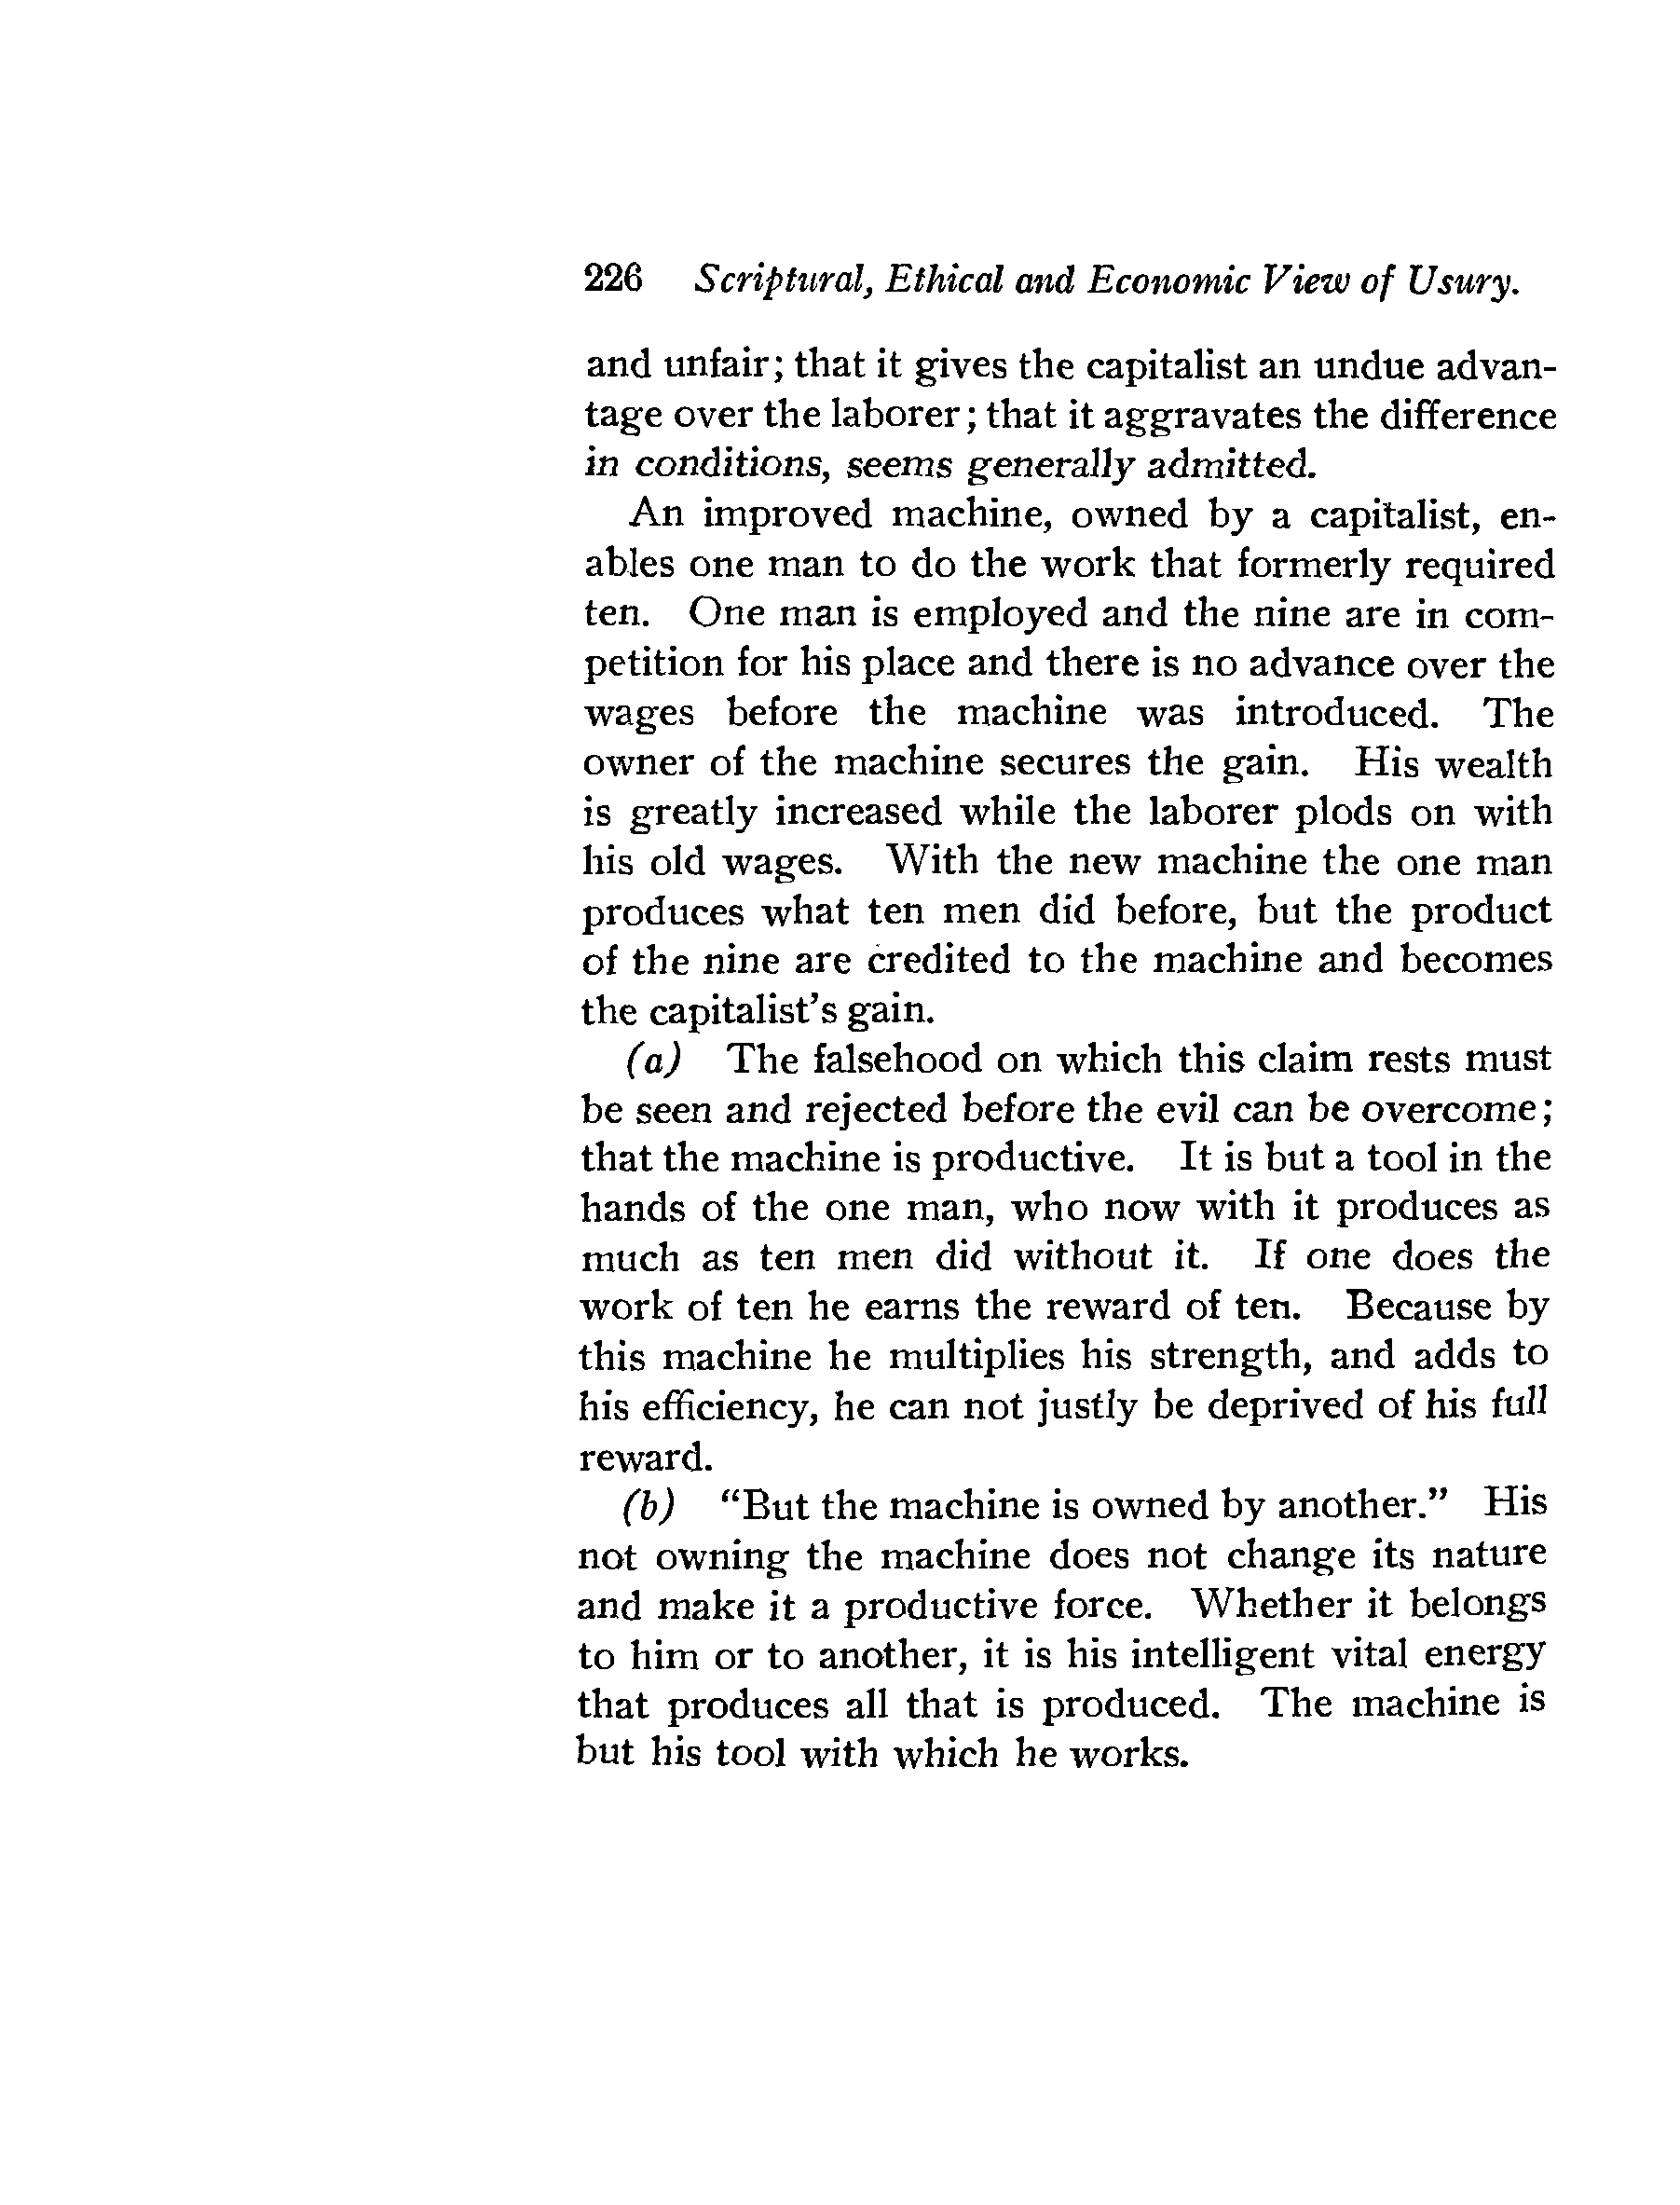 226 Scriptural, Ethical and Economic View of Usury.
and unfair; that it gives the capitalist an undue advan-
tage over the laborer; that it aggravates the difference
in conditions, seems generally admitted.
An improved machine, owned by a capitalist, en-
ables one man to do the work that formerly required
ten. One man is employed and the nine are in com-
petition for his place and there is no advance over the
wages before the machine was introduced. The
owner of the machine secures the gain. His wealth
is greatly increased while the laborer plods on with
his old wages. With the new machine the one man
produces what ten men did before, but the product
of the nine are credited to the machine and becomes
the capitalist's gain.
(a) The falsehood on which this claim rests must
be seen and rejected before the evil can be overcome;
that the machine is productive. It is but a tool in the
hands of the one man, who now with it produces as
much as ten men did without it. If one does the
work of ten he earns the reward of ten. Because by
this machine he multiplies his strength, and adds to
his efficiency, he can not justly be deprived of his full
reward.
(b) “But the machine is owned by another.” His
not owning the machine does not change its nature
and make it a productive force. Whether it belongs
to him or to another, it is his intelligent vital energy
that produces all that is produced. The machine is
but his tool with which he works.